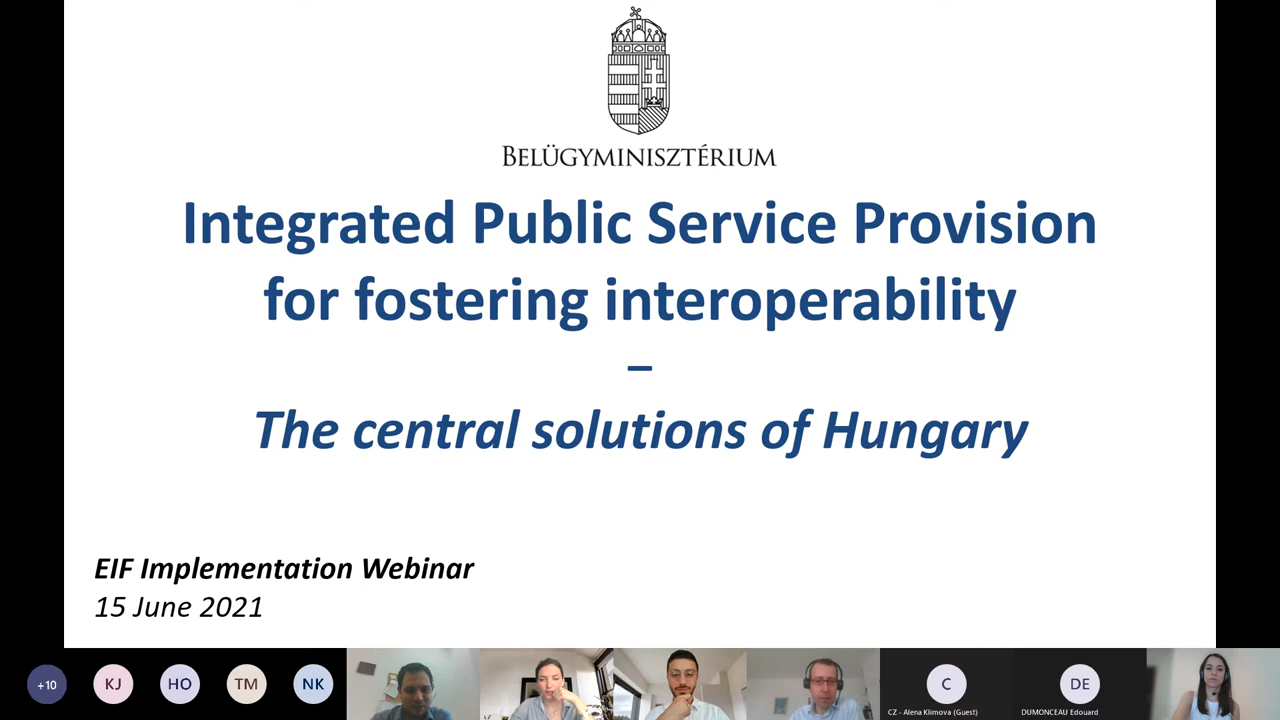 BELÜGYMINISZTÉRIUM
Integrated Public Service Provision
for fostering interoperability
–
The central solutions of Hungary
EIF Implementation Webinar
15 June 2021
+10
KJ
HO
TM
NK
C
DE
CZ - Alena Klimova (Guest)
DUMONCEAU Edouard